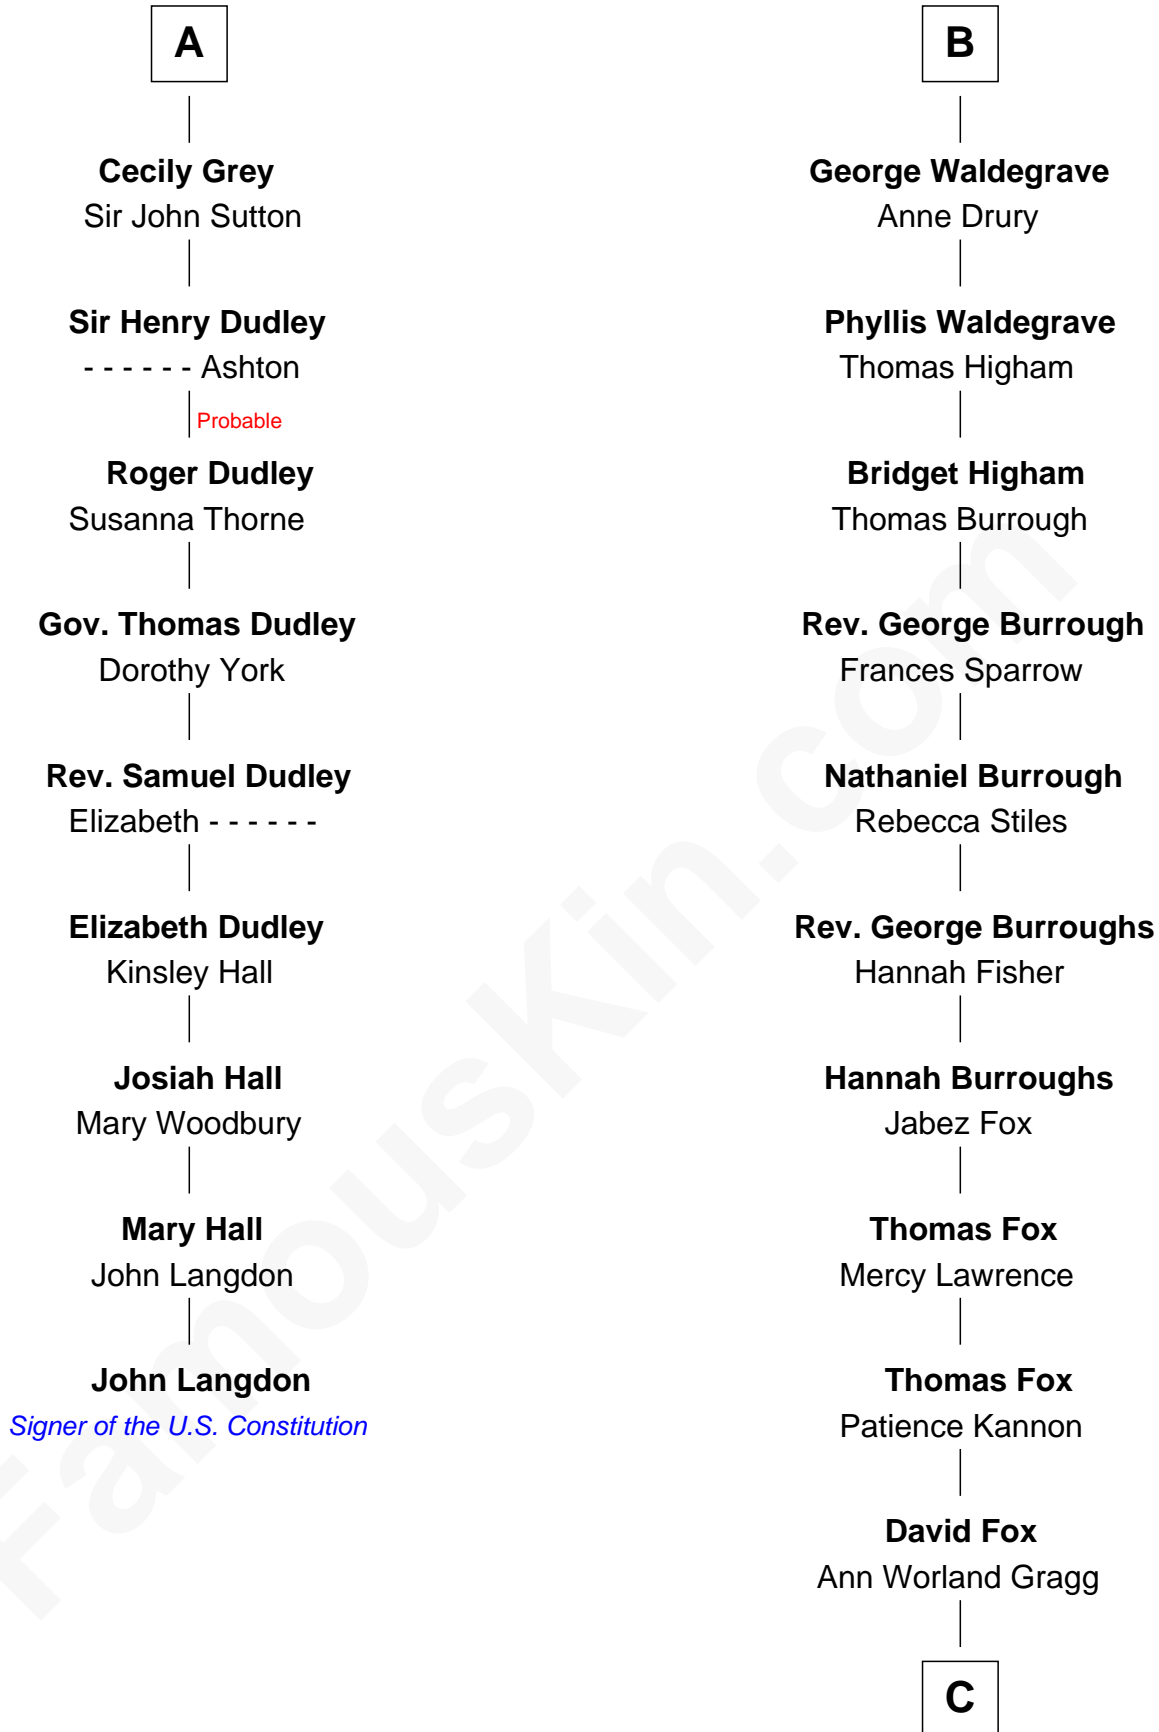 A
Cecily Grey
Sir John Sutton
Sir Henry Dudley
- - - - - - Ashton
Probable
Roger Dudley
Susanna Thorne
Gov. Thomas Dudley
Dorothy York
Rev. Samuel Dudley
Elizabeth - - - - - -
Elizabeth Dudley
Kinsley Hall
Josiah Hall
Mary Woodbury
Mary Hall
John Langdon
John Langdon
Signer of the U.S. Constitution
B
George Waldegrave
Anne Drury
Phyllis Waldegrave
Thomas Higham
Bridget Higham
Thomas Burrough
Rev. George Burrough
Frances Sparrow
Nathaniel Burrough
Rebecca Stiles
Rev. George Burroughs
Hannah Fisher
Hannah Burroughs
Jabez Fox
Thomas Fox
Mercy Lawrence
Thomas Fox
Patience Kannon
David Fox
Ann Worland Gragg
C
FamousKin.com